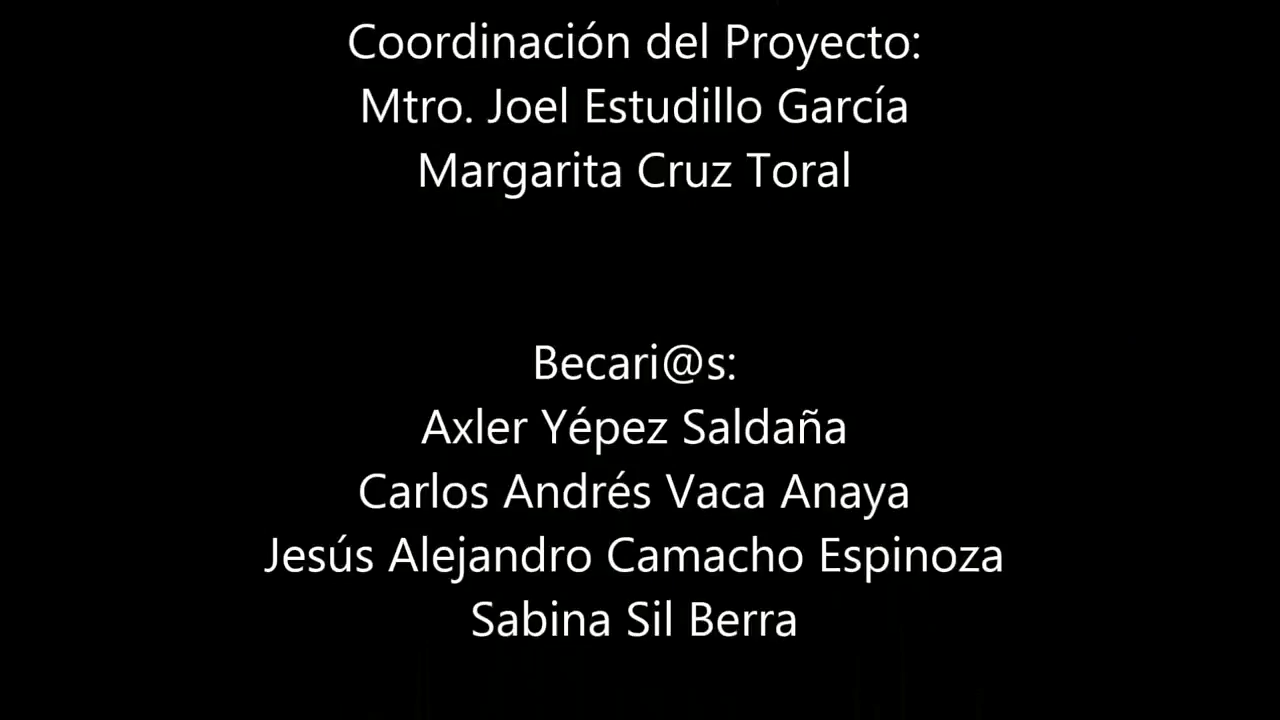 Coordinación del Proyecto:
Mtro. Joel Estudillo García
Margarita Cruz Toral
Becari@s:
Axler Yépez Saldaña
Carlos Andrés Vaca Anaya
Jesús Alejandro Camacho Espinoza
Sabina Sil Berra